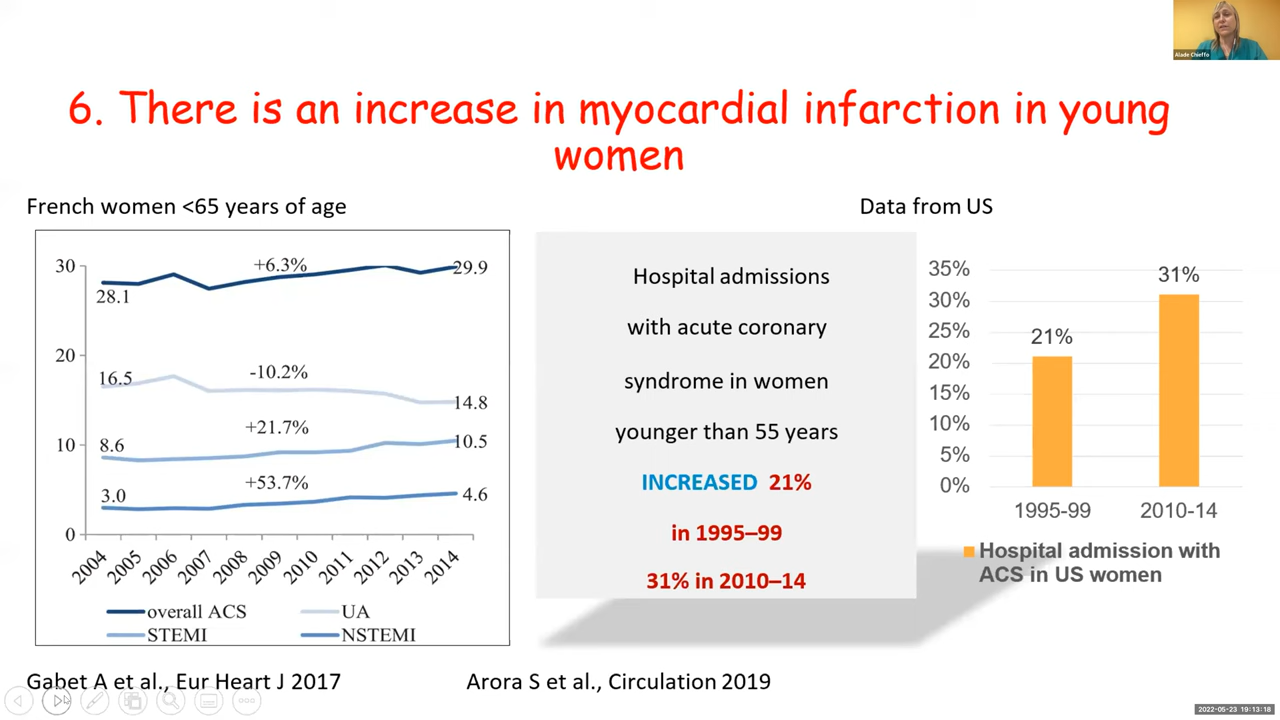 Alade Chieffo
6. There is an increase in myocardial infarction in young
women
French women <65 years of age
Data from US
30
20
10
0
+6.3%
28.1
29.9
-10.2%
16.5
14.8
+21.7%
8.6
10.5
+53.7%
3.0
4.6
2004 2005 2006 2007 2008 2009 2010 2011 2012 2013 2014
overall ACS UA
STEMI NSTEMI
Hospital admissions
with acute coronary
syndrome in women
younger than 55 years
INCREASED 21%
in 1995–99
31% in 2010–14
35%
30%
25%
20%
15%
10%
5%
0%
21%
31%
1995-99 2010-14
Hospital admission with
ACS in US women
Gabet A et al., Eur Heart J 2017
Arora S et al., Circulation 2019
2022-05-23 19:13:18